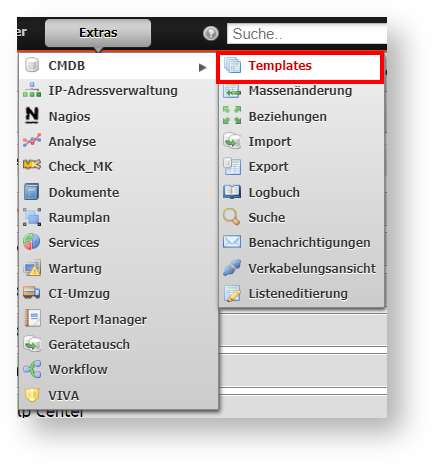 er
Extras
?
Suche..
CMDB
IP-Adressverwaltung
Nagios
Analyse
Check_MK
Dokumente
Raumplan
Services
Wartung
CI-Umzug
Report Manager
Gerätetausch
Workflow
VIVA
Templates
Massenänderung
Beziehungen
Import
Export
Logbuch
Suche
Benachrichtigungen
Verkabelungsansicht
Listeneditierung
lp Center